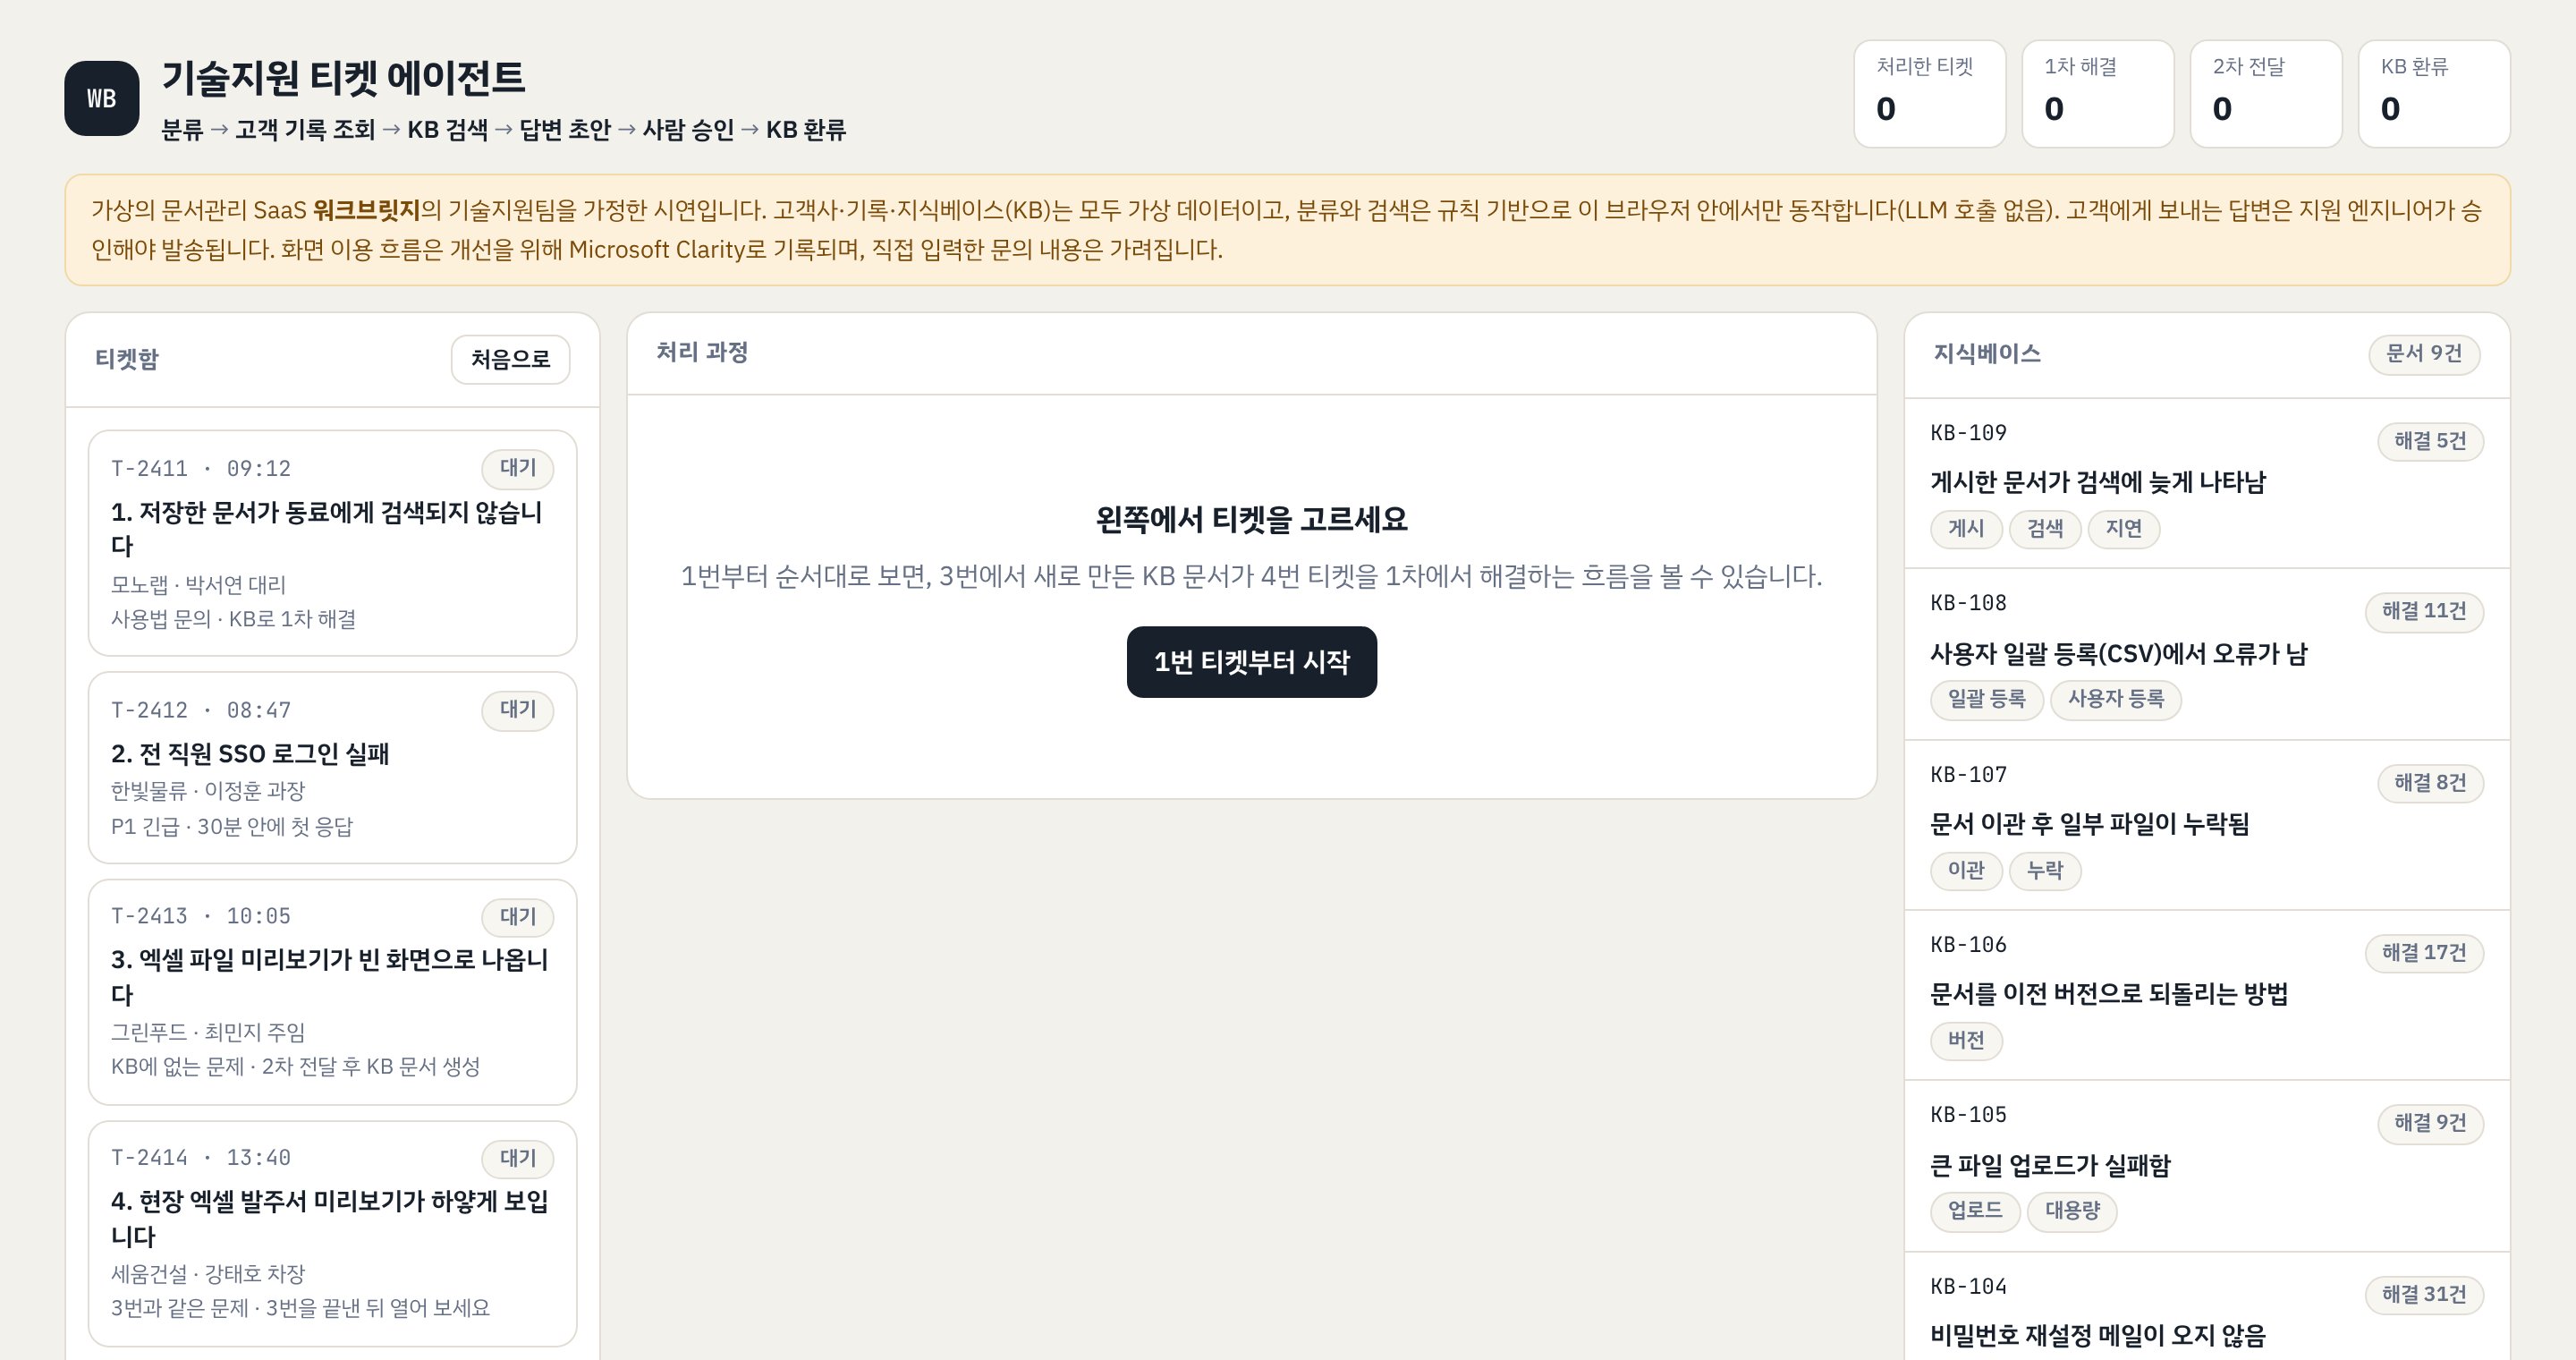 WB
기술지원 티켓 에이전트
분류 → 고객 기록 조회 → KB 검색 → 답변 초안 → 사람 승인 → KB 환류
처리한 티켓
0
1차 해결
0
2차 전달
0
KB 환류
0
가상의 문서관리 SaaS 워크브릿지의 기술지원팀을 가정한 시연입니다. 고객사·기록·지식베이스(KB)는 모두 가상 데이터이고, 분류와 검색은 규칙 기반으로 이 브라우저 안에서만 동작합니다(LLM 호출 없음). 고객에게 보내는 답변은 지원 엔지니어가 승
인해야 발송됩니다. 화면 이용 흐름은 개선을 위해 Microsoft Clarity로 기록되며, 직접 입력한 문의 내용은 가려집니다.
티켓함
처음으로
T-2411 · 09:12
대기
1. 저장한 문서가 동료에게 검색되지 않습니
다
모노랩 · 박서연 대리
사용법 문의 · KB로 1차 해결
T-2412 · 08:47
대기
2. 전 직원 SSO 로그인 실패
한빛물류 · 이정훈 과장
P1 긴급 · 30분 안에 첫 응답
T-2413 · 10:05
대기
3. 엑셀 파일 미리보기가 빈 화면으로 나옵니
다
그린푸드 · 최민지 주임
KB에 없는 문제 · 2차 전달 후 KB 문서 생성
T-2414 · 13:40
대기
4. 현장 엑셀 발주서 미리보기가 하얗게 보입
니다
세움건설 · 강태호 차장
3번과 같은 문제 · 3번을 끝낸 뒤 열어 보세요
처리 과정
왼쪽에서 티켓을 고르세요
1번부터 순서대로 보면, 3번에서 새로 만든 KB 문서가 4번 티켓을 1차에서 해결하는 흐름을 볼 수 있습니다.
1번 티켓부터 시작
지식베이스
문서 9건
KB-109
해결 5건
게시한 문서가 검색에 늦게 나타남
게시
검색
지연
KB-108
해결 11건
사용자 일괄 등록(CSV)에서 오류가 남
일괄 등록
사용자 등록
KB-107
해결 8건
문서 이관 후 일부 파일이 누락됨
이관
누락
KB-106
해결 17건
문서를 이전 버전으로 되돌리는 방법
버전
KB-105
해결 9건
큰 파일 업로드가 실패함
업로드
대용량
KB-104
해결 31건
비밀번호 재설정 메일이 오지 않음